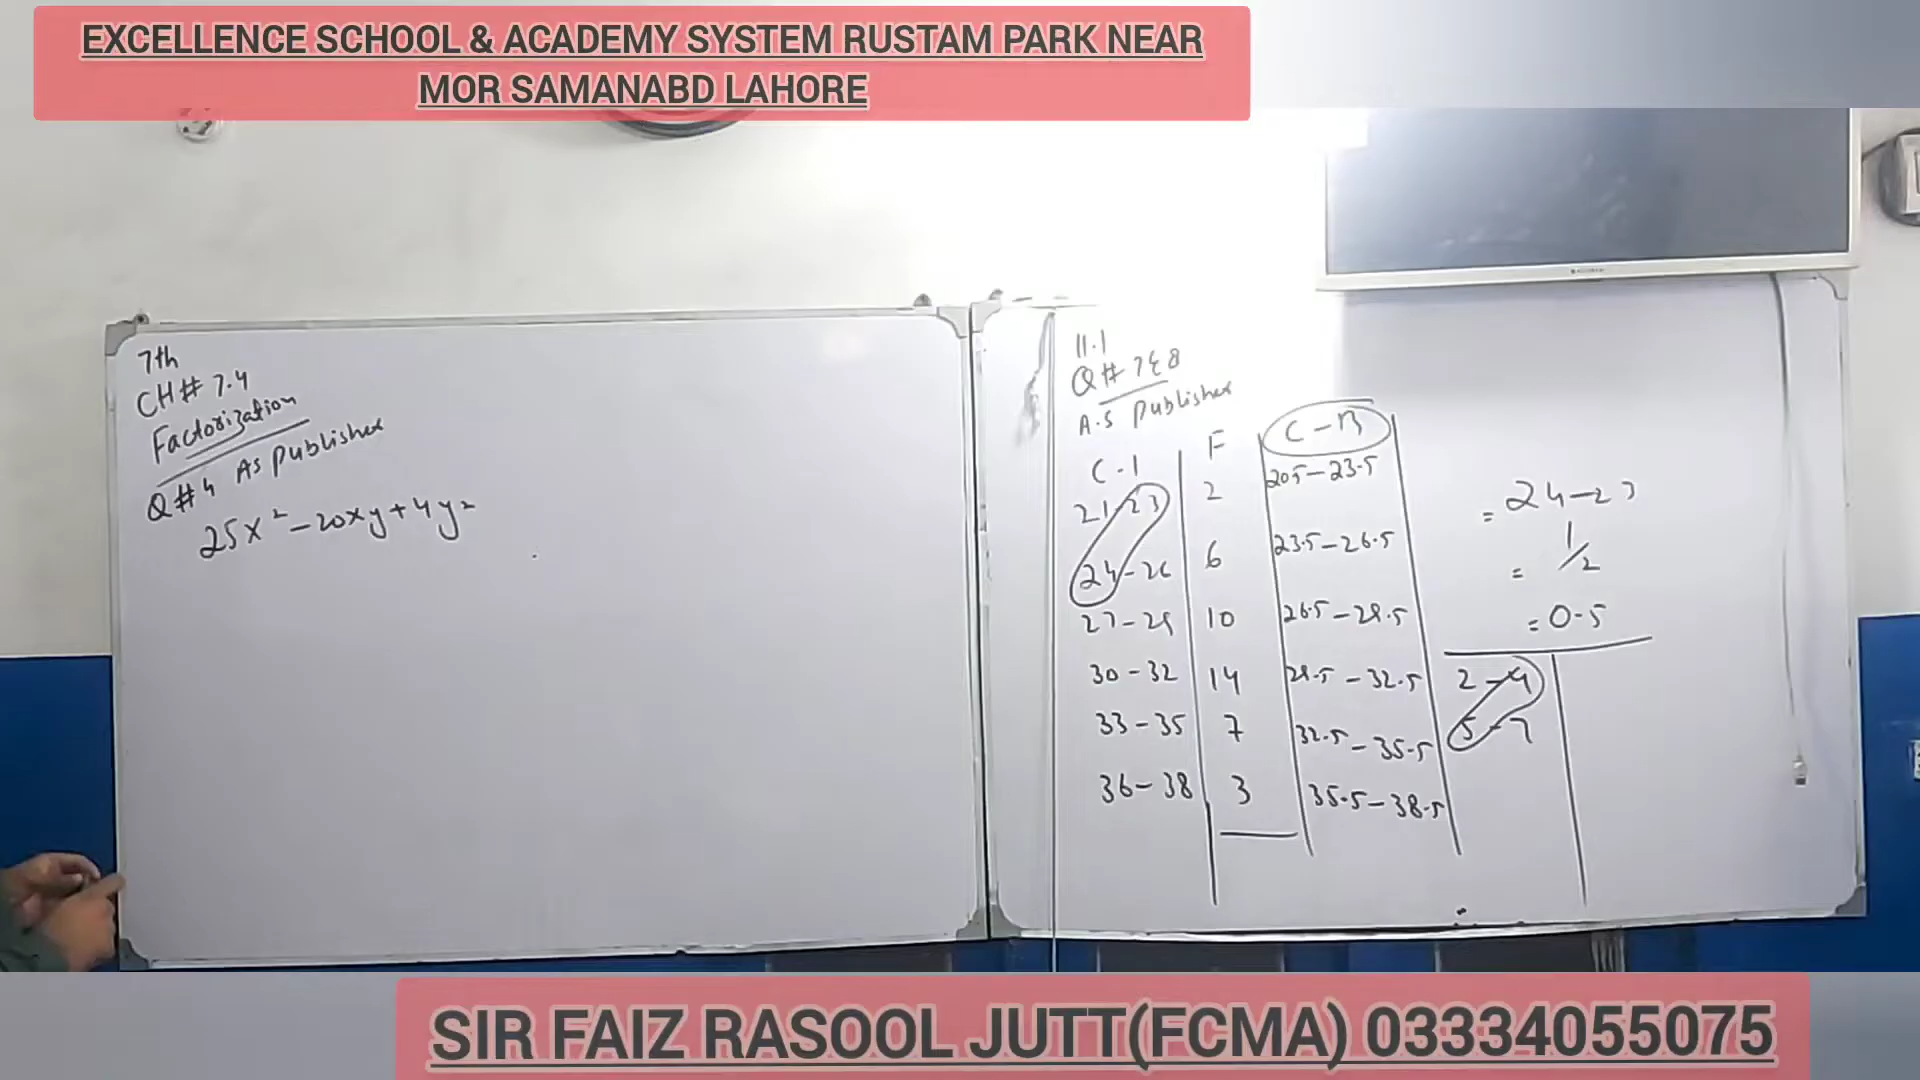 EXCELLENCE SCHOOL & ACADEMY SYSTEM RUSTAM PARK NEAR
MOR SAMANABD LAHORE
7th
CH# 7.4
Factorization
Q#4 AS Publisher
25x² - 20xy + 4y²
11.1
Q# 7&8
A.S Publisher
C-I F C-B
21-23 2 20.5-23.5
24-26 6 23.5-26.5
27-29 10 26.5-29.5
30-32 14 29.5-32.5
33-35 7 32.5-35.5
36-38 3 35.5-38.5
= 24-23
= 1/2
= 0.5
2-4
5-7
SIR FAIZ RASOOL JUTT(FCMA) 03334055075